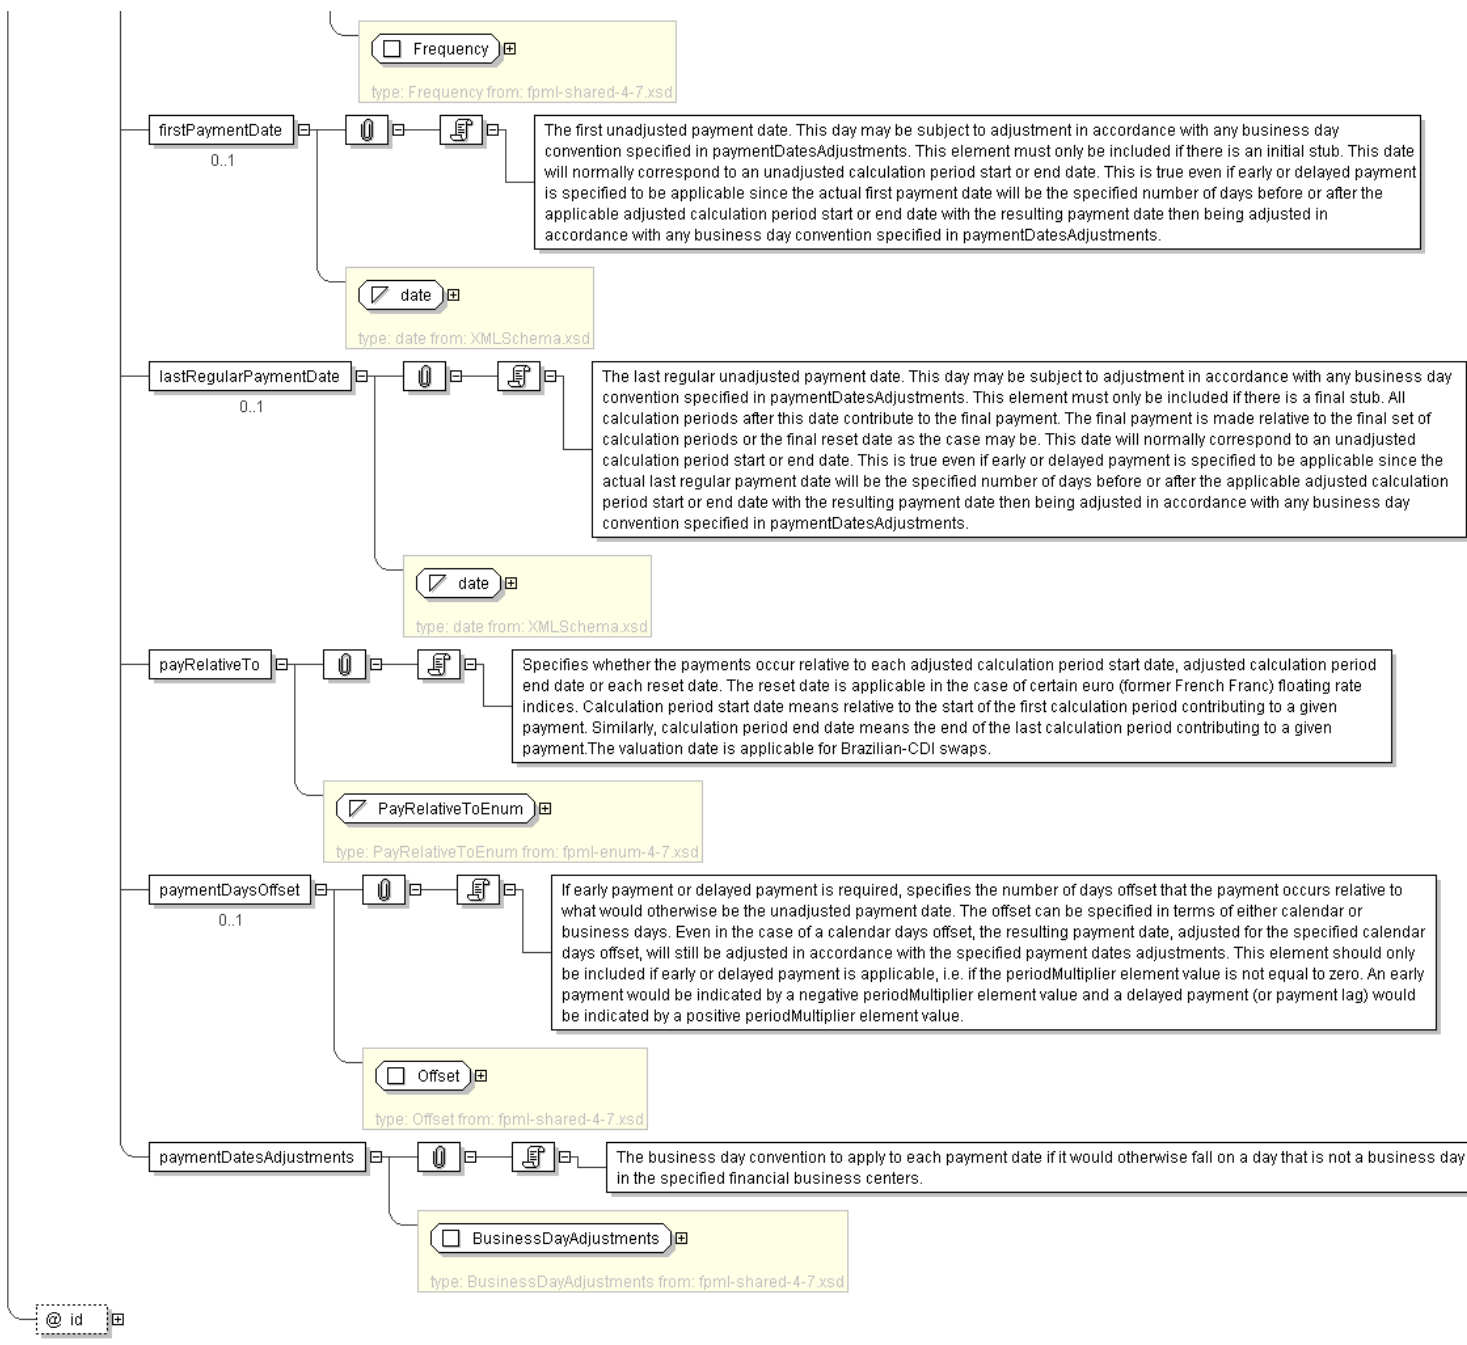 Frequency
type: Frequency from: fpml-shared-4-7.xsd
firstPaymentDate
0..1
The first unadjusted payment date. This day may be subject to adjustment in accordance with any business day
convention specified in paymentDatesAdjustments. This element must only be included if there is an initial stub. This date
will normally correspond to an unadjusted calculation period start or end date. This is true even if early or delayed payment
is specified to be applicable since the actual first payment date will be the specified number of days before or after the
applicable adjusted calculation period start or end date with the resulting payment date then being adjusted in
accordance with any business day convention specified in paymentDatesAdjustments.
date
type: date from: XMLSchema.xsd
lastRegularPaymentDate
0..1
The last regular unadjusted payment date. This day may be subject to adjustment in accordance with any business day
convention specified in paymentDatesAdjustments. This element must only be included if there is a final stub. All
calculation periods after this date contribute to the final payment. The final payment is made relative to the final set of
calculation periods or the final reset date as the case may be. This date will normally correspond to an unadjusted
calculation period start or end date. This is true even if early or delayed payment is specified to be applicable since the
actual last regular payment date will be the specified number of days before or after the applicable adjusted calculation
period start or end date with the resulting payment date then being adjusted in accordance with any business day
convention specified in paymentDatesAdjustments.
date
type: date from: XMLSchema.xsd
payRelativeTo
Specifies whether the payments occur relative to each adjusted calculation period start date, adjusted calculation period
end date or each reset date. The reset date is applicable in the case of certain euro (former French Franc) floating rate
indices. Calculation period start date means relative to the start of the first calculation period contributing to a given
payment. Similarly, calculation period end date means the end of the last calculation period contributing to a given
payment.The valuation date is applicable for Brazilian-CDI swaps.
PayRelativeToEnum
type: PayRelativeToEnum from: fpml-enum-4-7.xsd
paymentDaysOffset
0..1
If early payment or delayed payment is required, specifies the number of days offset that the payment occurs relative to
what would otherwise be the unadjusted payment date. The offset can be specified in terms of either calendar or
business days. Even in the case of a calendar days offset, the resulting payment date, adjusted for the specified calendar
days offset, will still be adjusted in accordance with the specified payment dates adjustments. This element should only
be included if early or delayed payment is applicable, i.e. if the periodMultiplier element value is not equal to zero. An early
payment would be indicated by a negative periodMultiplier element value and a delayed payment (or payment lag) would
be indicated by a positive periodMultiplier element value.
Offset
type: Offset from: fpml-shared-4-7.xsd
paymentDatesAdjustments
The business day convention to apply to each payment date if it would otherwise fall on a day that is not a business day
in the specified financial business centers.
BusinessDayAdjustments
type: BusinessDayAdjustments from: fpml-shared-4-7.xsd
@ id